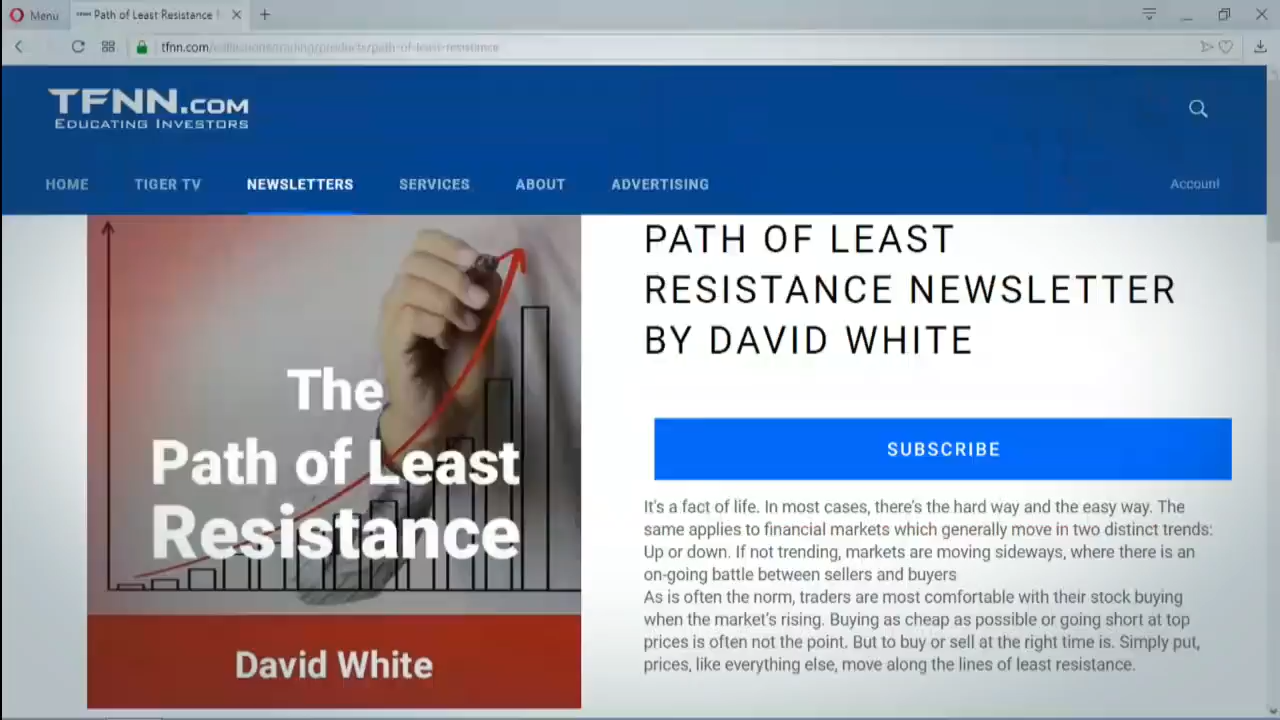 Menu
Path of Least Resistance
tfnn.com/collections/trading/products/path-of-least-resistance
TFNN.COM
EDUCATING INVESTORS
HOME TIGER TV NEWSLETTERS SERVICES ABOUT ADVERTISING Account
The
Path of Least
Resistance
David White
PATH OF LEAST
RESISTANCE NEWSLETTER
BY DAVID WHITE
SUBSCRIBE
It's a fact of life. In most cases, there's the hard way and the easy way. The
same applies to financial markets which generally move in two distinct trends:
Up or down. If not trending, markets are moving sideways, where there is an
on-going battle between sellers and buyers
As is often the norm, traders are most comfortable with their stock buying
when the market's rising. Buying as cheap as possible or going short at top
prices is often not the point. But to buy or sell at the right time is. Simply put,
prices, like everything else, move along the lines of least resistance.